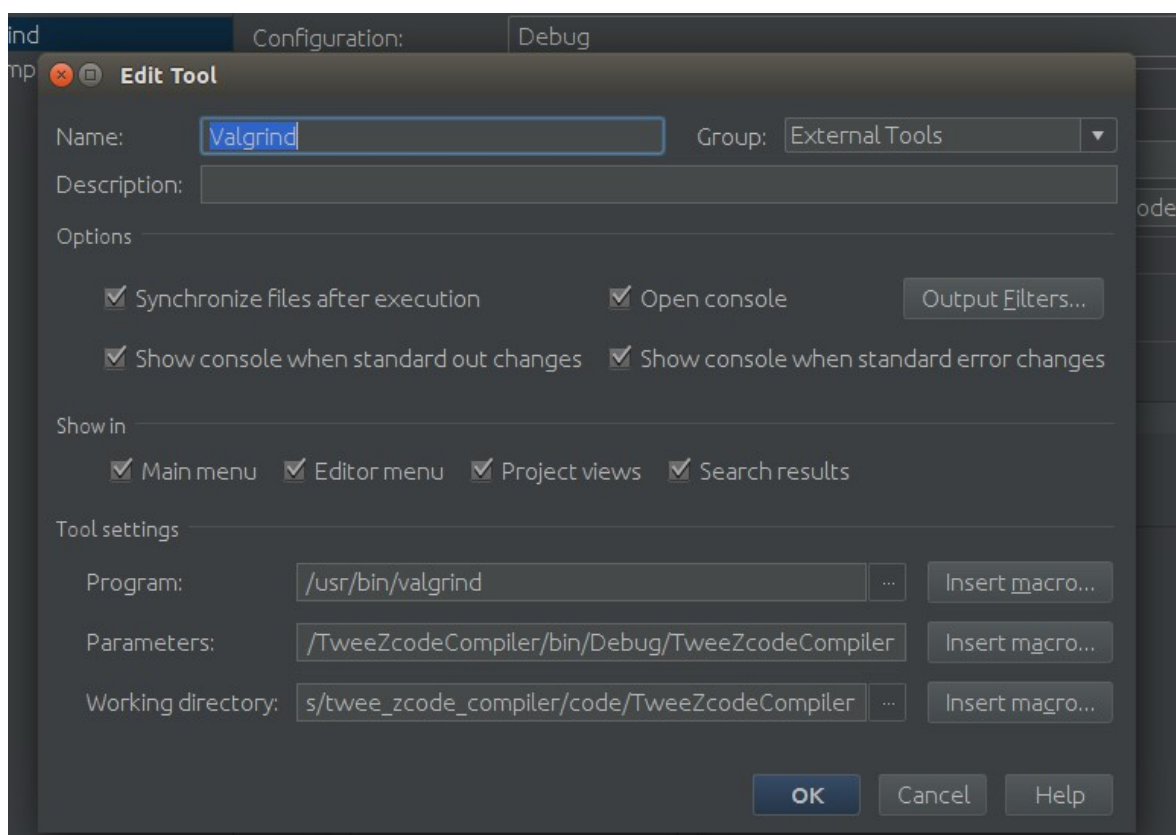 ind Configuration: Debug
mp
Edit Tool
Name: Valgrind Group: External Tools
Description:
ode
Options
Synchronize files after execution Open console Output Filters...
Show console when standard out changes Show console when standard error changes
Show in
Main menu Editor menu Project views Search results
Tool settings
Program: /usr/bin/valgrind ... Insert macro...
Parameters: /TweeZcodeCompiler/bin/Debug/TweeZcodeCompiler Insert macro...
Working directory: s/twee_zcode_compiler/code/TweeZcodeCompiler ... Insert macro...
OK Cancel Help